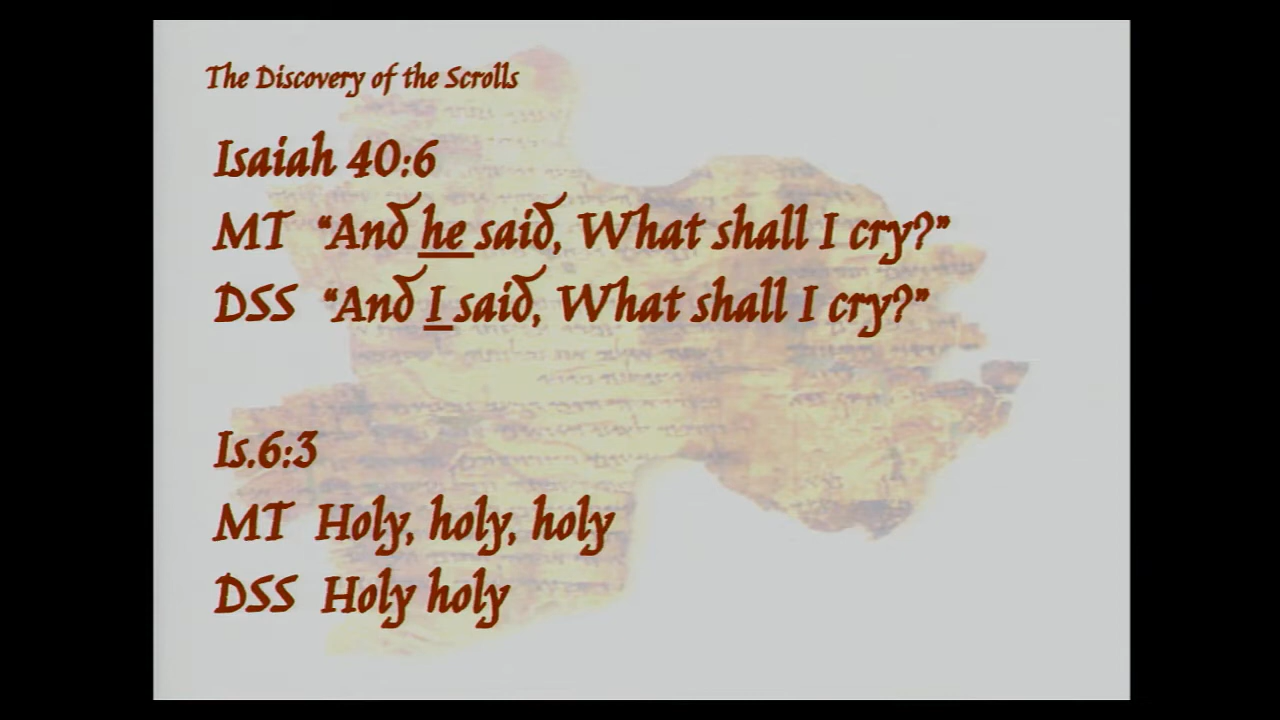 The Discovery of the Scrolls
Isaiah 40:6
MT “And he said, What shall I cry?”
DSS “And I said, What shall I cry?”
Is.6:3
MT Holy, holy, holy
DSS Holy holy